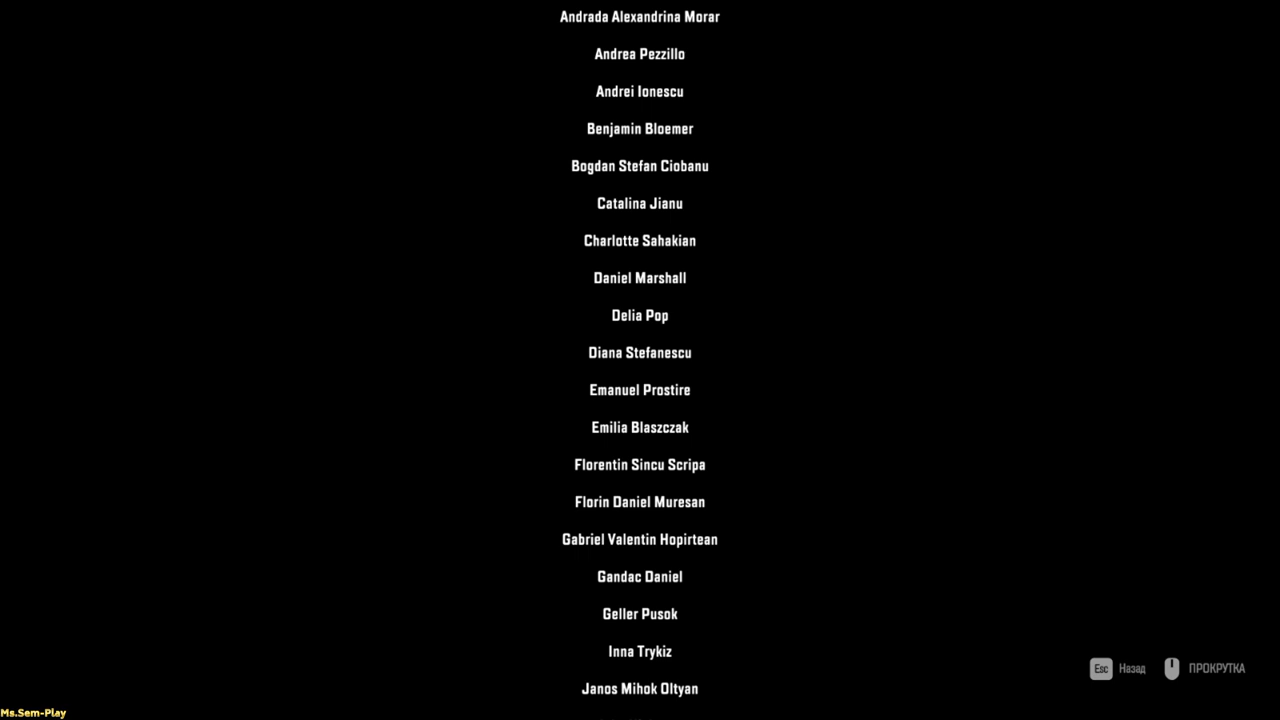 Andrada Alexandrina Morar
Andrea Pezzillo
Andrei Ionescu
Benjamin Bloemer
Bogdan Stefan Ciobanu
Catalina Jianu
Charlotte Sahakian
Daniel Marshall
Delia Pop
Diana Stefanescu
Emanuel Prostire
Emilia Blaszczak
Florentin Sincu Scripa
Florin Daniel Muresan
Gabriel Valentin Hopirtean
Gandac Daniel
Geller Pusok
Inna Trykiz
Esc Назад ПРОКРУТКА
Janos Mihok Oltyan
Ms.Sem-Play